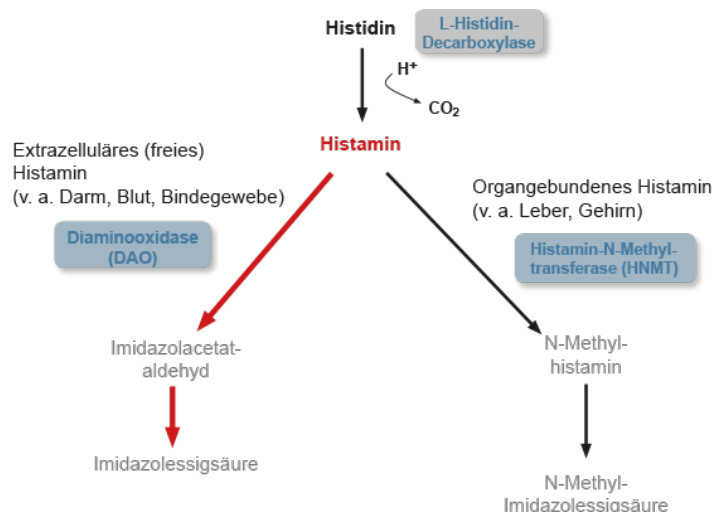 Histidin
L-Histidin-
Decarboxylase
H⁺
CO₂
Histamin
Extrazelluläres (freies)
Histamin
(v. a. Darm, Blut, Bindegewebe)
Diaminooxidase
(DAO)
Organgebundenes Histamin
(v. a. Leber, Gehirn)
Histamin-N-Methyl-
transferase (HNMT)
Imidazolacetat-
aldehyd
N-Methyl-
histamin
Imidazolessigsäure
N-Methyl-
Imidazolessigsäure